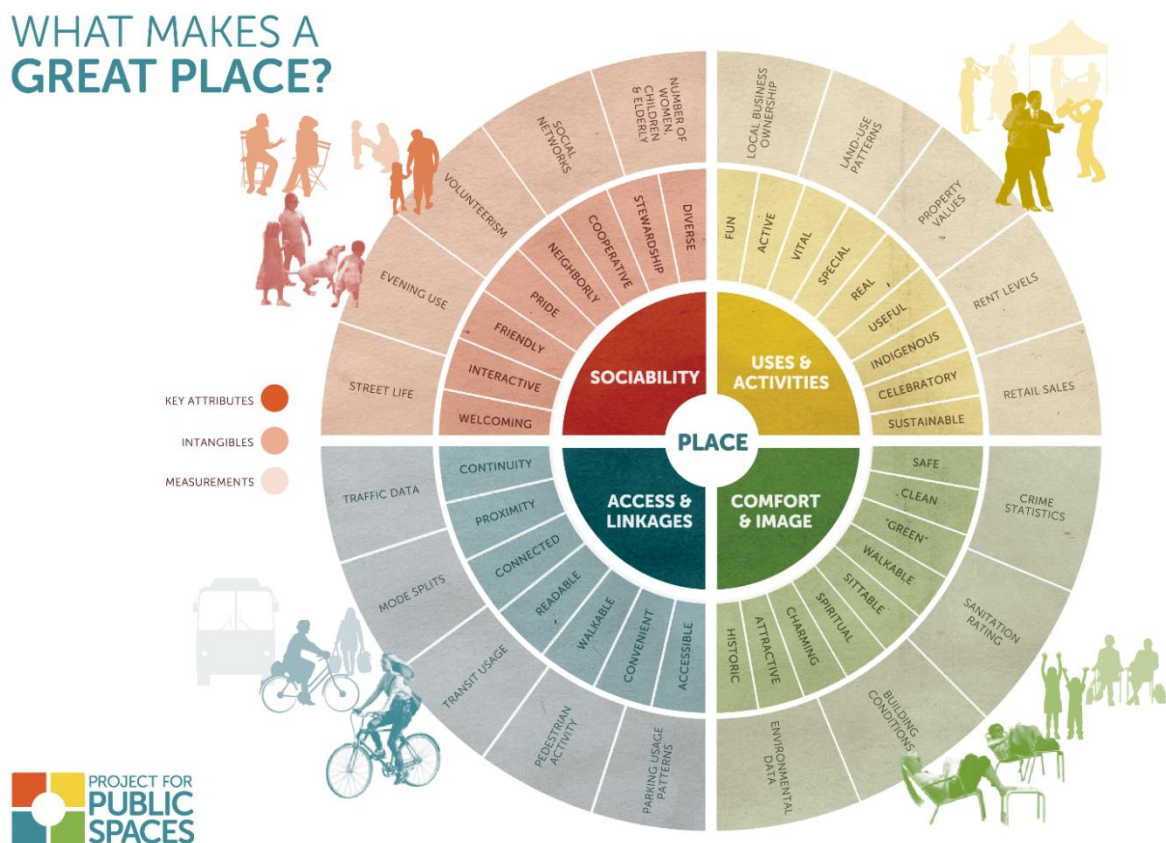 WHAT MAKES A
GREAT PLACE?
KEY ATTRIBUTES
INTANGIBLES
MEASUREMENTS
PLACE
SOCIABILITY
USES &
ACTIVITIES
ACCESS &
LINKAGES
COMFORT
& IMAGE
WELCOMING
INTERACTIVE
FRIENDLY
PRIDE
NEIGHBORLY
COOPERATIVE
STEWARDSHIP
DIVERSE
STREET LIFE
EVENING USE
VOLUNTEERISM
SOCIAL
NETWORKS
NUMBER OF
WOMEN,
CHILDREN
& ELDERLY
FUN
ACTIVE
VITAL
SPECIAL
REAL
USEFUL
INDIGENOUS
CELEBRATORY
SUSTAINABLE
LOCAL BUSINESS
OWNERSHIP
LAND-USE
PATTERNS
PROPERTY
VALUES
RENT LEVELS
RETAIL SALES
SAFE
CLEAN
"GREEN"
WALKABLE
SITTABLE
SPIRITUAL
CHARMING
ATTRACTIVE
HISTORIC
CRIME
STATISTICS
SANITATION
RATING
BUILDING
CONDITIONS
ENVIRONMENTAL
DATA
CONTINUITY
PROXIMITY
CONNECTED
READABLE
WALKABLE
CONVENIENT
ACCESSIBLE
TRAFFIC DATA
MODE SPLITS
TRANSIT USAGE
PEDESTRIAN
ACTIVITY
PARKING USAGE
PATTERNS
PROJECT FOR
PUBLIC
SPACES